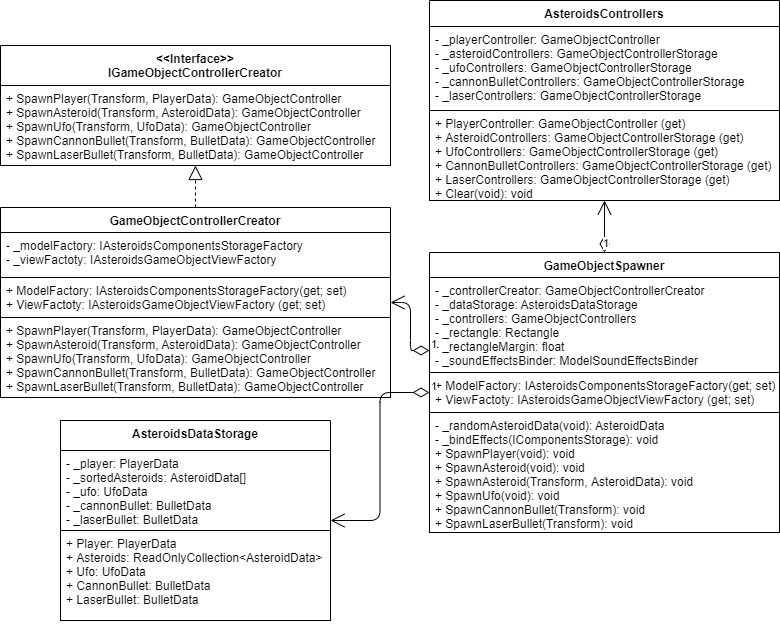 <<Interface>>
IGameObjectControllerCreator
+ SpawnPlayer(Transform, PlayerData): GameObjectController
+ SpawnAsteroid(Transform, AsteroidData): GameObjectController
+ SpawnUfo(Transform, UfoData): GameObjectController
+ SpawnCannonBullet(Transform, BulletData): GameObjectController
+ SpawnLaserBullet(Transform, BulletData): GameObjectController
AsteroidsControllers
- _playerController: GameObjectController
- _asteroidControllers: GameObjectControllerStorage
- _ufoControllers: GameObjectControllerStorage
- _cannonBulletControllers: GameObjectControllerStorage
- _laserControllers: GameObjectControllerStorage
+ PlayerController: GameObjectController (get)
+ AsteroidControllers: GameObjectControllerStorage (get)
+ UfoControllers: GameObjectControllerStorage (get)
+ CannonBulletControllers: GameObjectControllerStorage (get)
+ LaserControllers: GameObjectControllerStorage (get)
+ Clear(void): void
GameObjectControllerCreator
- _modelFactory: IAsteroidsComponentsStorageFactory
- _viewFactoty: IAsteroidsGameObjectViewFactory
+ ModelFactory: IAsteroidsComponentsStorageFactory(get; set)
+ ViewFactoty: IAsteroidsGameObjectViewFactory (get; set)
+ SpawnPlayer(Transform, PlayerData): GameObjectController
+ SpawnAsteroid(Transform, AsteroidData): GameObjectController
+ SpawnUfo(Transform, UfoData): GameObjectController
+ SpawnCannonBullet(Transform, BulletData): GameObjectController
+ SpawnLaserBullet(Transform, BulletData): GameObjectController
1
GameObjectSpawner
- _controllerCreator: GameObjectControllerCreator
- _dataStorage: AsteroidsDataStorage
- _controllers: GameObjectControllers
- _rectangle: Rectangle
1
- _rectangleMargin: float
- _soundEffectsBinder: ModelSoundEffectsBinder
1
+ ModelFactory: IAsteroidsComponentsStorageFactory(get; set)
+ ViewFactoty: IAsteroidsGameObjectViewFactory (get; set)
- _randomAsteroidData(void): AsteroidData
- _bindEffects(IComponentsStorage): void
+ SpawnPlayer(void): void
+ SpawnAsteroid(void): void
+ SpawnAsteroid(Transform, AsteroidData): void
+ SpawnUfo(void): void
+ SpawnCannonBullet(Transform): void
+ SpawnLaserBullet(Transform): void
AsteroidsDataStorage
- _player: PlayerData
- _sortedAsteroids: AsteroidData[]
- _ufo: UfoData
- _cannonBullet: BulletData
- _laserBullet: BulletData
+ Player: PlayerData
+ Asteroids: ReadOnlyCollection<AsteroidData>
+ Ufo: UfoData
+ CannonBullet: BulletData
+ LaserBullet: BulletData